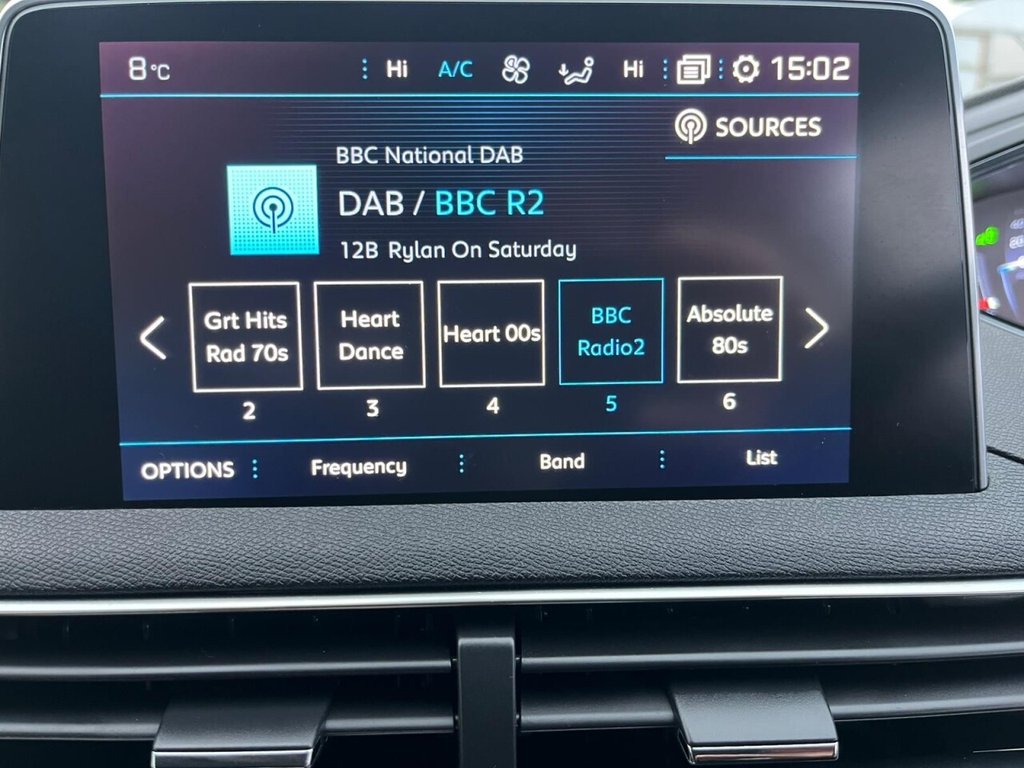 8°C Hi A/C Hi 15:02
SOURCES
BBC National DAB
DAB / BBC R2
12B Rylan On Saturday
Grt Hits
Rad 70s
Heart
Dance
Heart 00s
BBC
Radio2
Absolute
80s
2 3 4 5 6
OPTIONS Frequency Band List